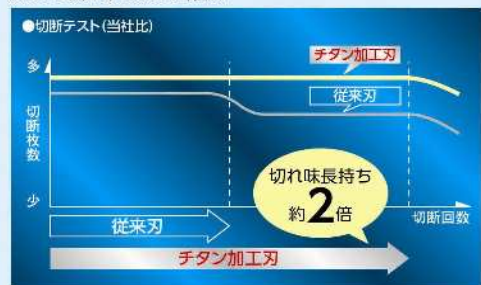 ●切断テスト(当社比)
チタン加工刃
多
従来刃
切断枚数
切れ味長持ち
約2倍
少
切断回数
従来刃
チタン加工刃